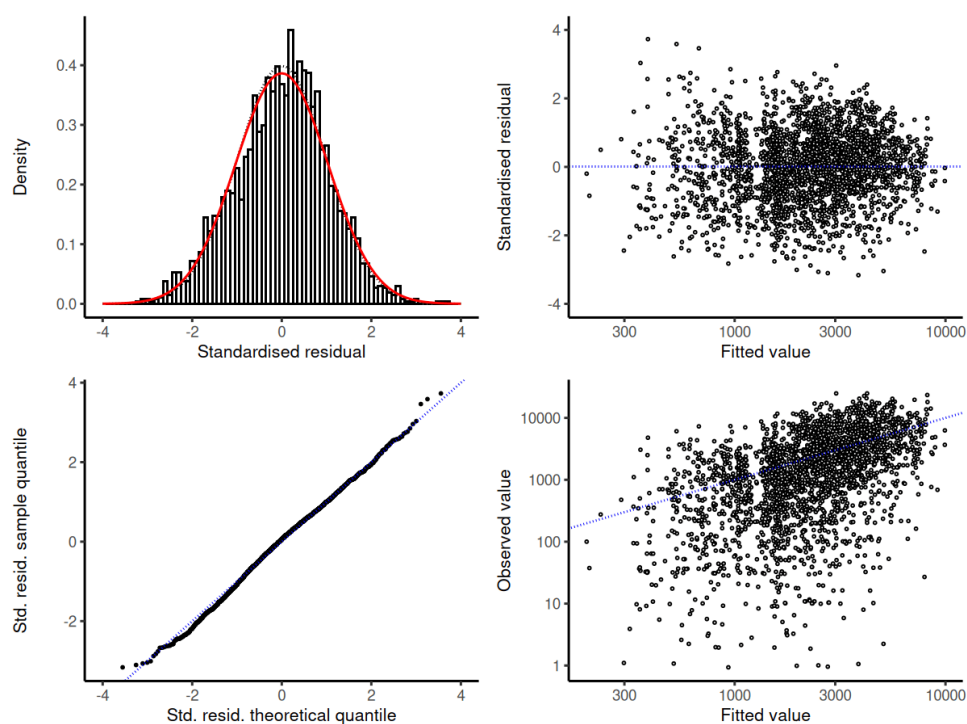 Density
0.4
0.3
0.2
0.1
0.0
-4 -2 0 2 4
Standardised residual
Standardised residual
4
2
0
-2
-4
300 1000 3000 10000
Fitted value
Std. resid. sample quantile
4
2
0
-2
-4 -2 0 2 4
Std. resid. theoretical quantile
Observed value
10000
1000
100
10
1
300 1000 3000 10000
Fitted value